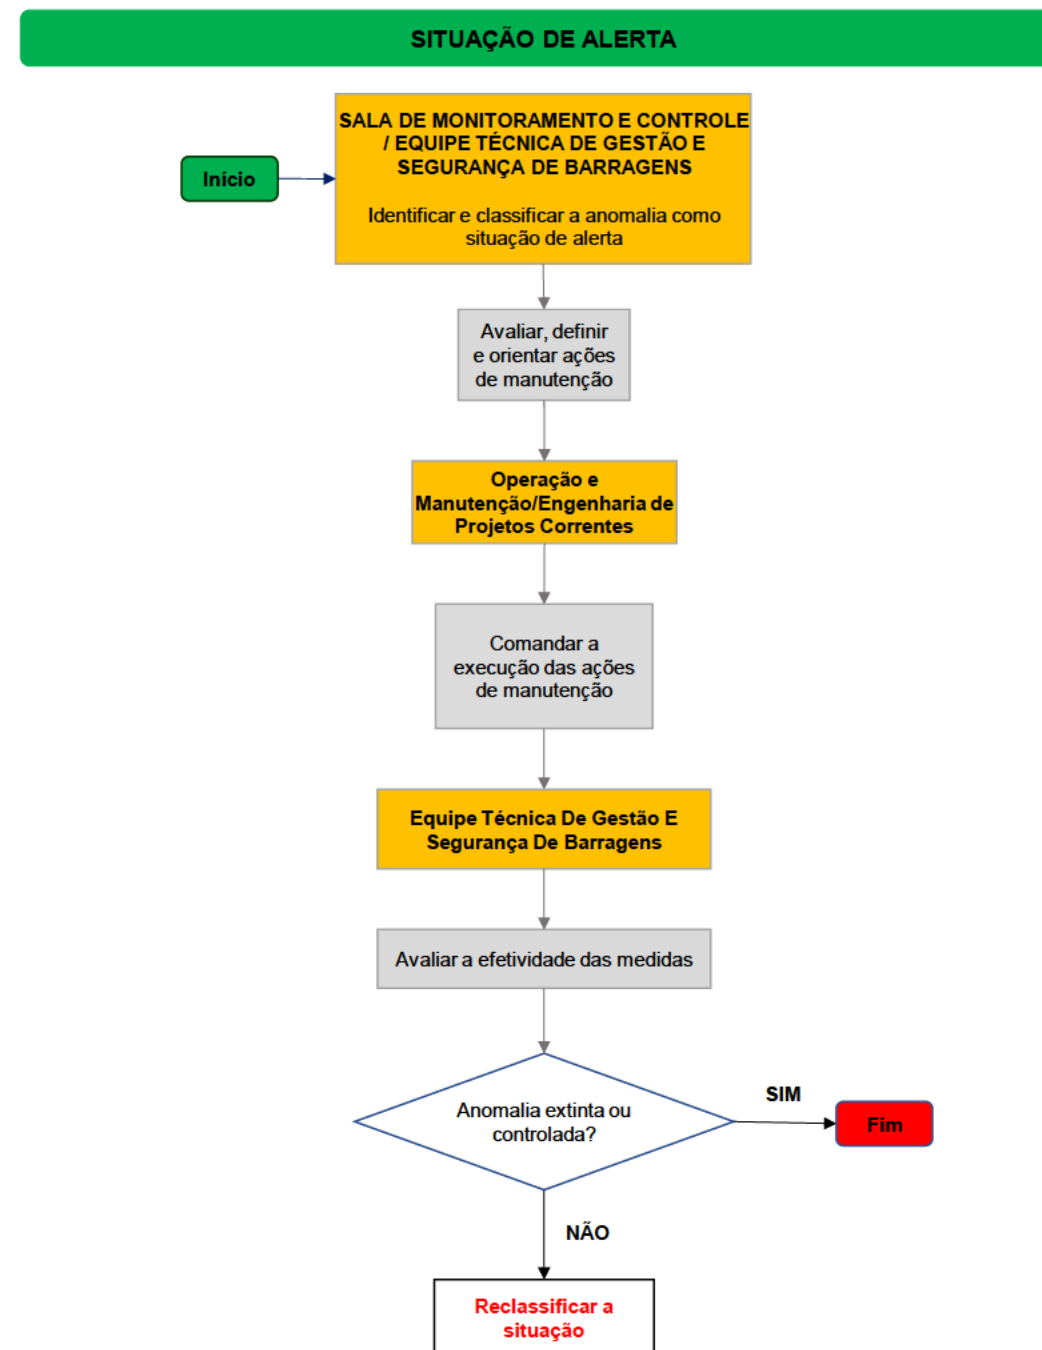 SITUAÇÃO DE ALERTA
SALA DE MONITORAMENTO E CONTROLE
/ EQUIPE TÉCNICA DE GESTÃO E
SEGURANÇA DE BARRAGENS
Início
Identificar e classificar a anomalia como
situação de alerta
Avaliar, definir
e orientar ações
de manutenção
Operação e
Manutenção/Engenharia de
Projetos Correntes
Comandar a
execução das ações
de manutenção
Equipe Técnica De Gestão E
Segurança De Barragens
Avaliar a efetividade das medidas
Anomalia extinta ou
controlada?
SIM
Fim
NÃO
Reclassificar a
situação